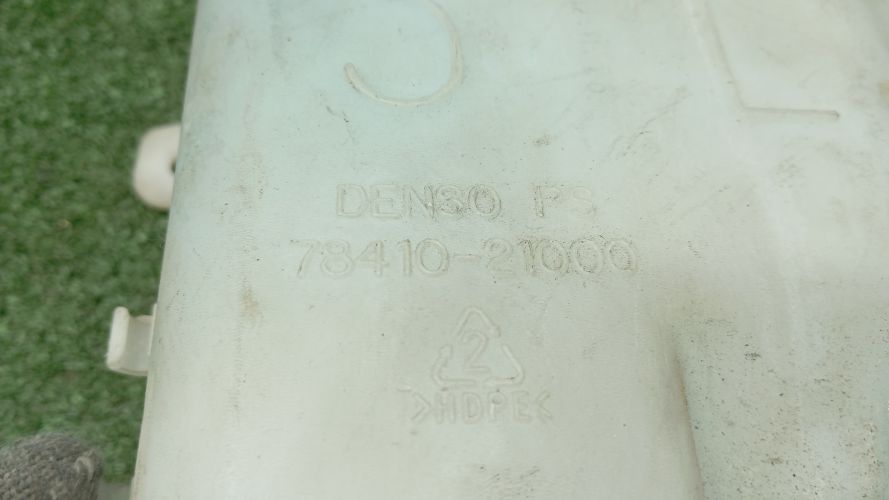 DENSO PS
78410-21000
2
>HDPE<